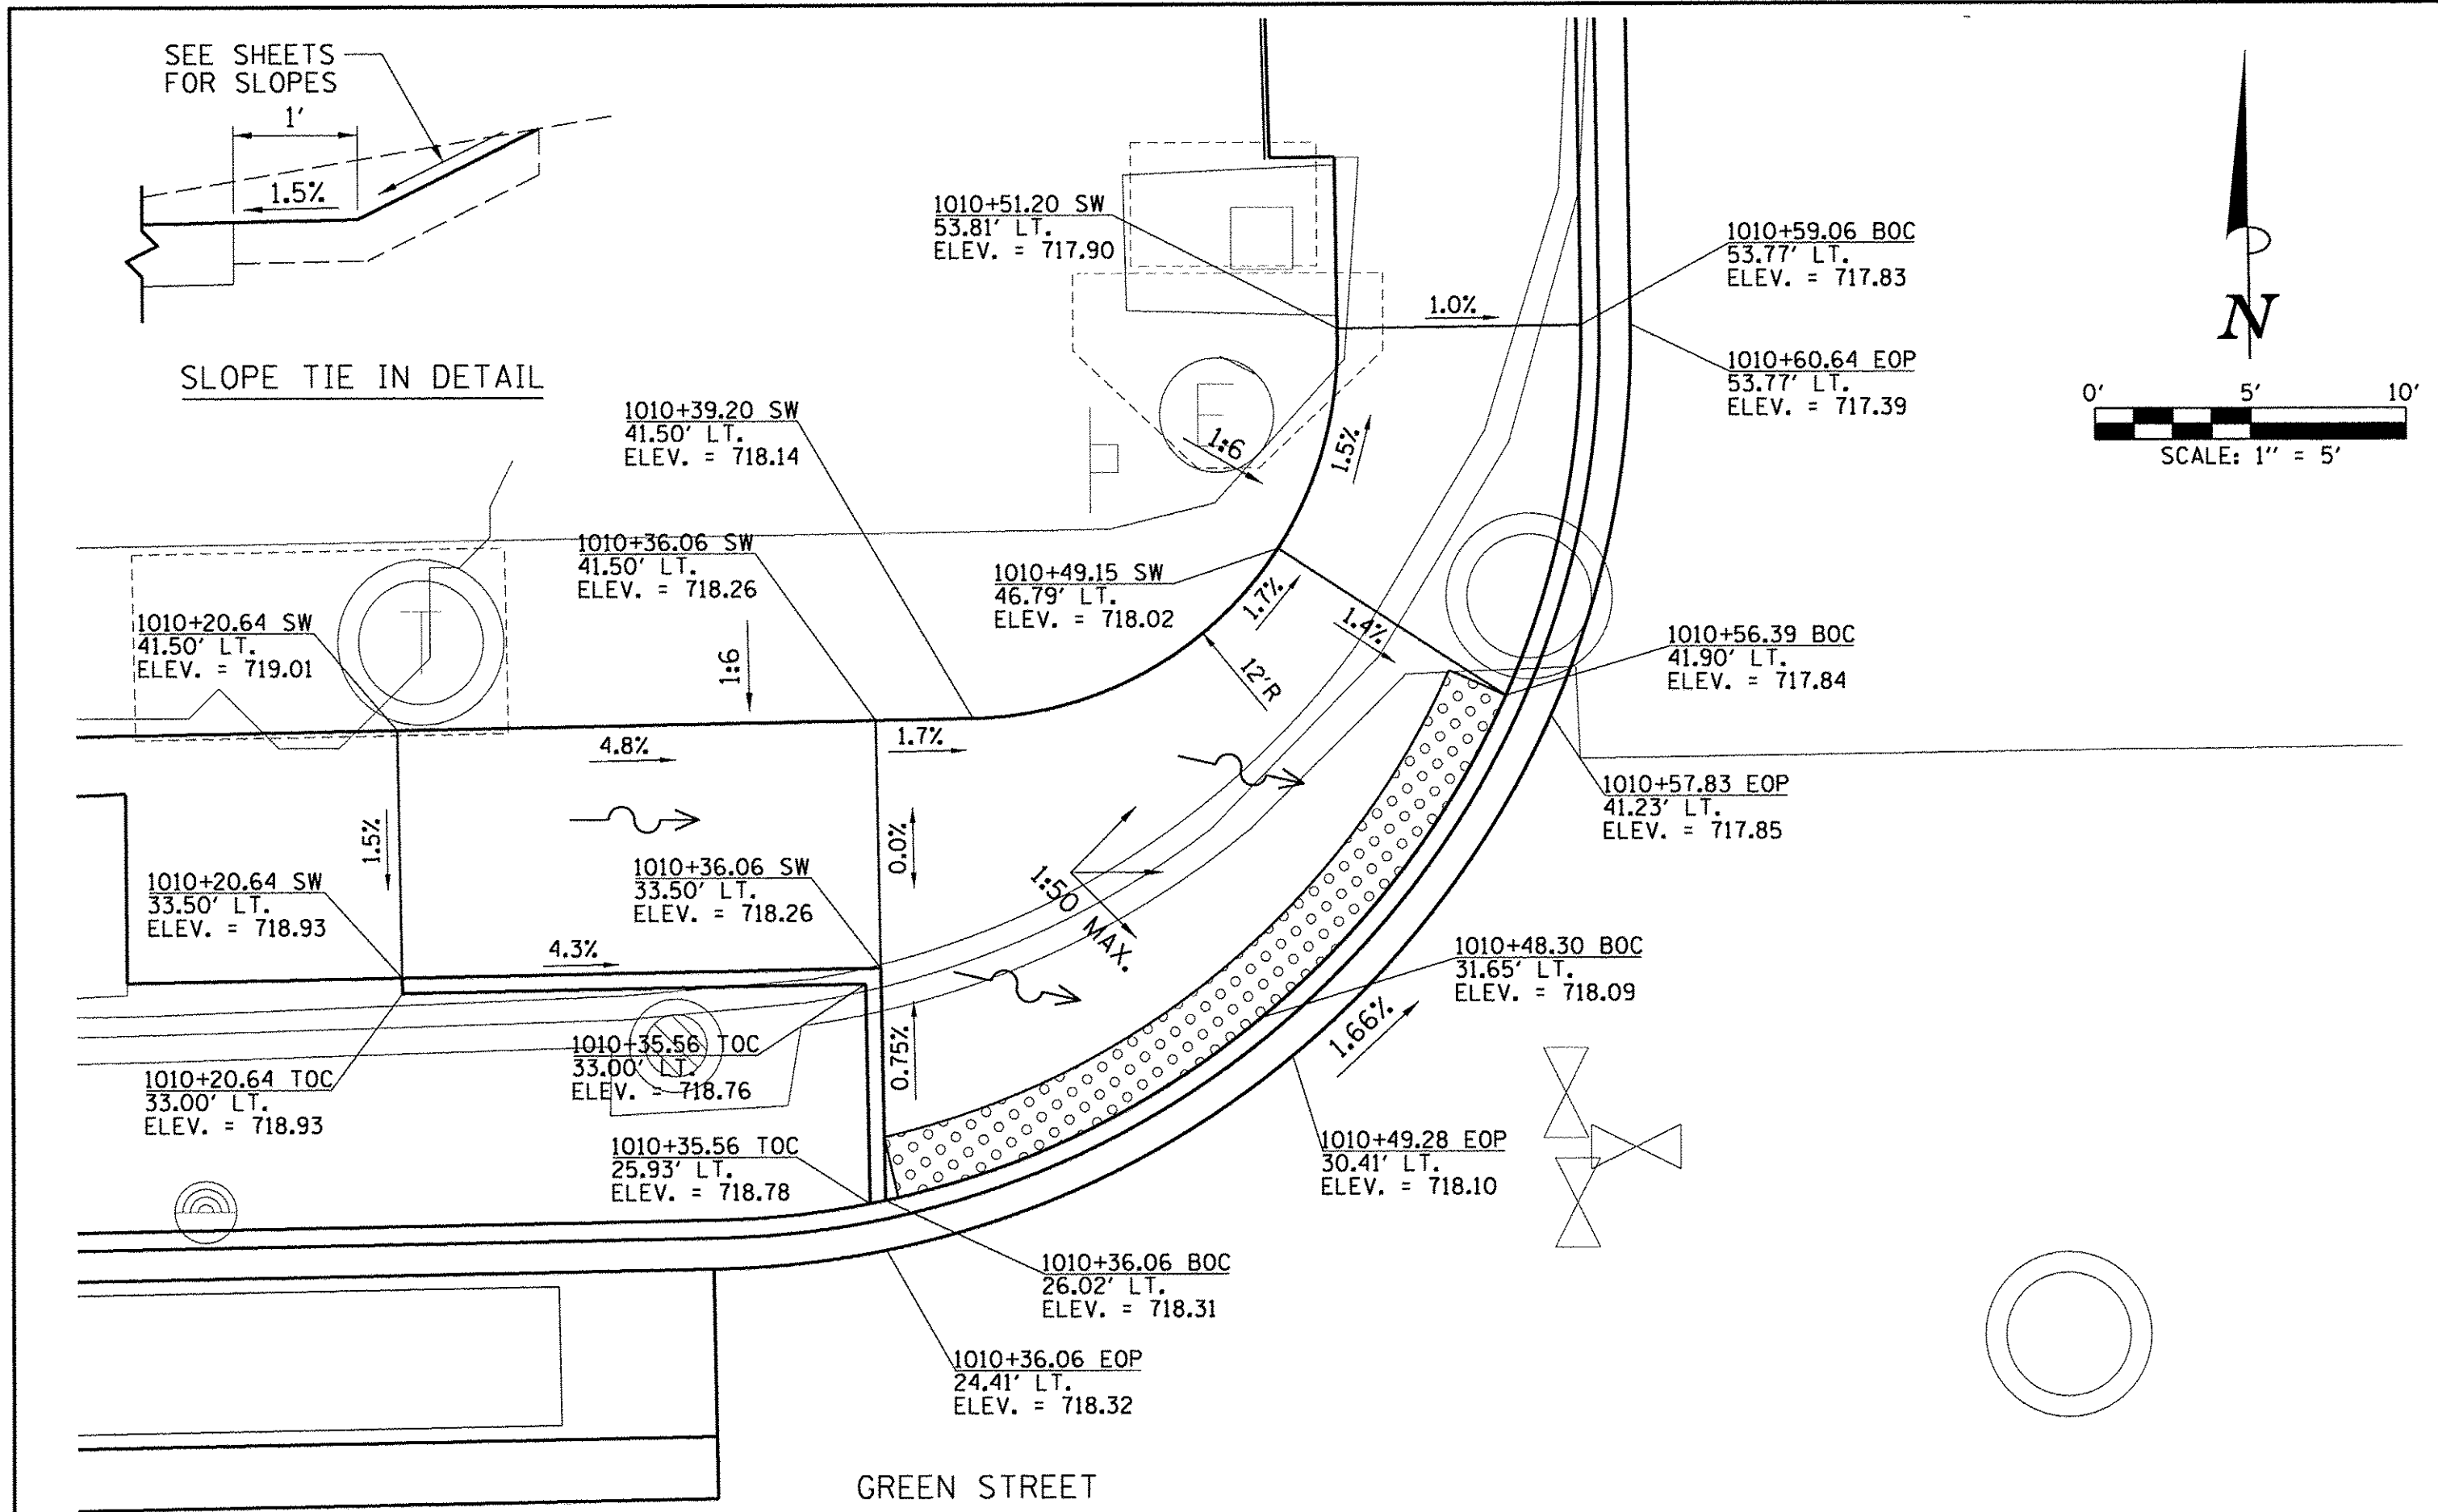 SEE SHEETS
FOR SLOPES
1'
1.5%
SLOPE TIE IN DETAIL
1010+51.20 SW
53.81' LT.
ELEV. = 717.90
1.0%
1010+59.06 BOC
53.77' LT.
ELEV. = 717.83
1010+60.64 EOP
53.77' LT.
ELEV. = 717.39
N
0' 5' 10'
SCALE: 1'' = 5'
1010+39.20 SW
41.50' LT.
ELEV. = 718.14
E
1:6
1.5%
1010+36.06 SW
41.50' LT.
ELEV. = 718.26
1010+49.15 SW
46.79' LT.
ELEV. = 718.02
1.7%
1.4%
12'R
1010+20.64 SW
41.50' LT.
ELEV. = 719.01
T
1:6
1010+56.39 BOC
41.90' LT.
ELEV. = 717.84
4.8%
1.7%
1010+57.83 EOP
41.23' LT.
ELEV. = 717.85
1.5%
0.0%
1010+20.64 SW
33.50' LT.
ELEV. = 718.93
1010+36.06 SW
33.50' LT.
ELEV. = 718.26
1:50 MAX.
4.3%
1010+48.30 BOC
31.65' LT.
ELEV. = 718.09
1.66%
0.75%
1010+20.64 TOC
33.00' LT.
ELEV. = 718.93
1010+35.56 TOC
33.00' LT.
ELEV. = 718.76
1010+35.56 TOC
25.93' LT.
ELEV. = 718.78
1010+49.28 EOP
30.41' LT.
ELEV. = 718.10
1010+36.06 BOC
26.02' LT.
ELEV. = 718.31
1010+36.06 EOP
24.41' LT.
ELEV. = 718.32
GREEN STREET